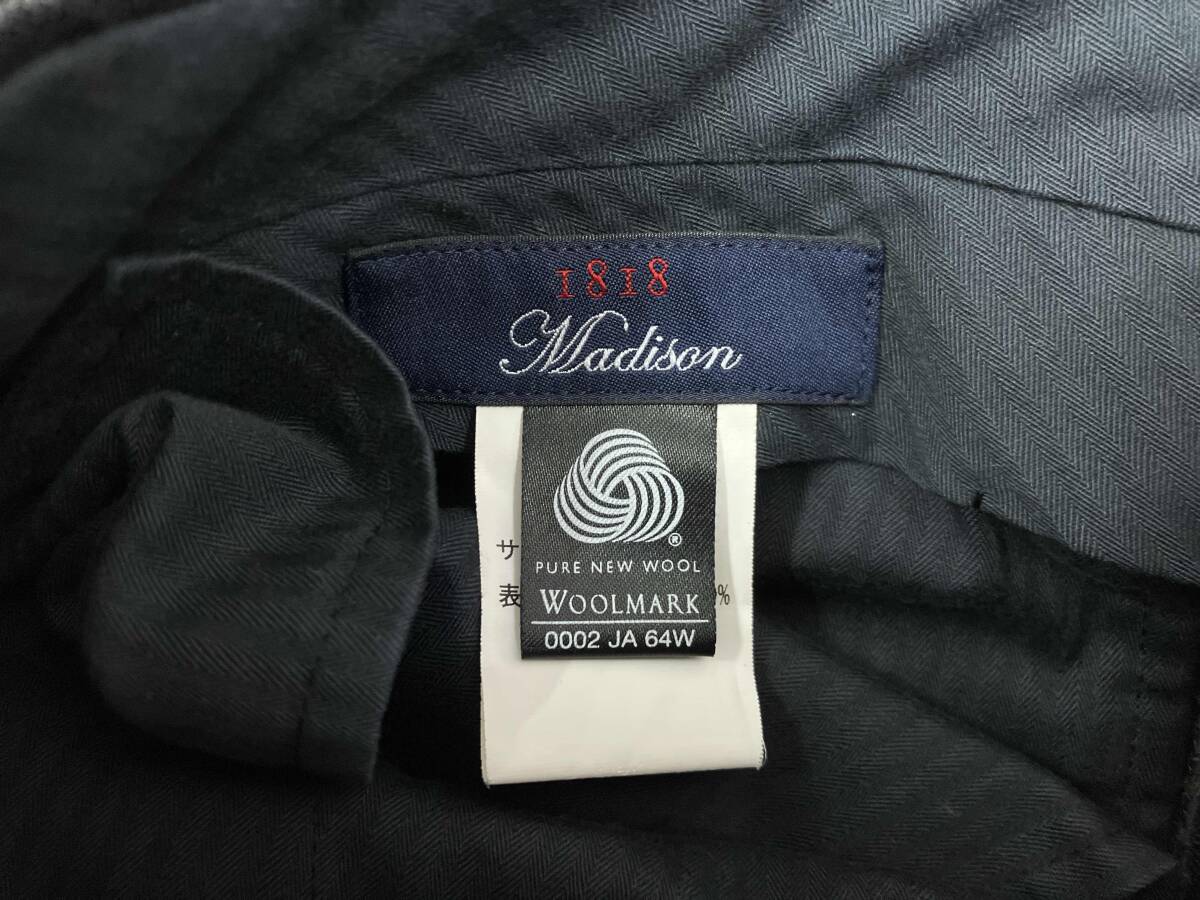 1818
Madison
®
PURE NEW WOOL
WOOLMARK
0002 JA 64W
サ
表 %